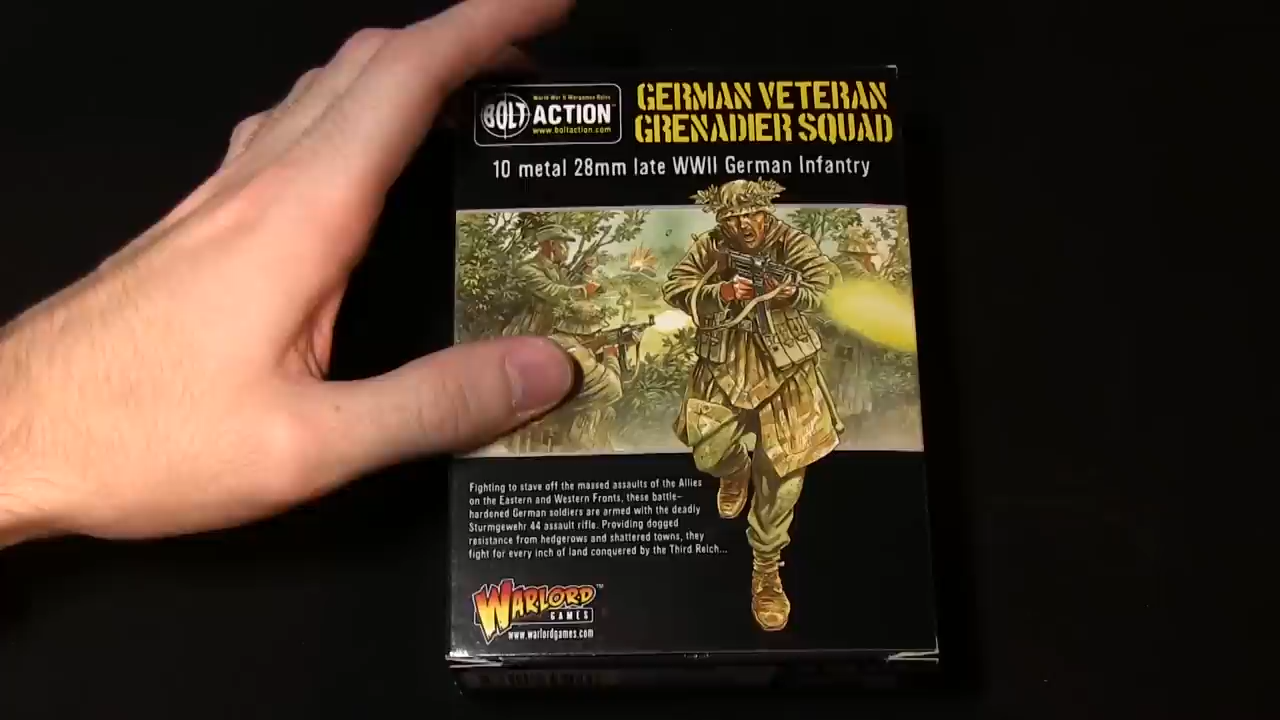 World War II Wargames Rules
BOLT ACTION™
www.boltaction.com
GERMAN VETERAN
GRENADIER SQUAD
10 metal 28mm late WWII German Infantry
Fighting to stave off the massed assaults of the Allies
on the Eastern and Western Fronts, these battle-
hardened German soldiers are armed with the deadly
Sturmgewehr 44 assault rifle. Providing dogged
resistance from hedgerows and shattered towns, they
fight for every inch of land conquered by the Third Reich...
WARLORD™
GAMES
www.warlordgames.com